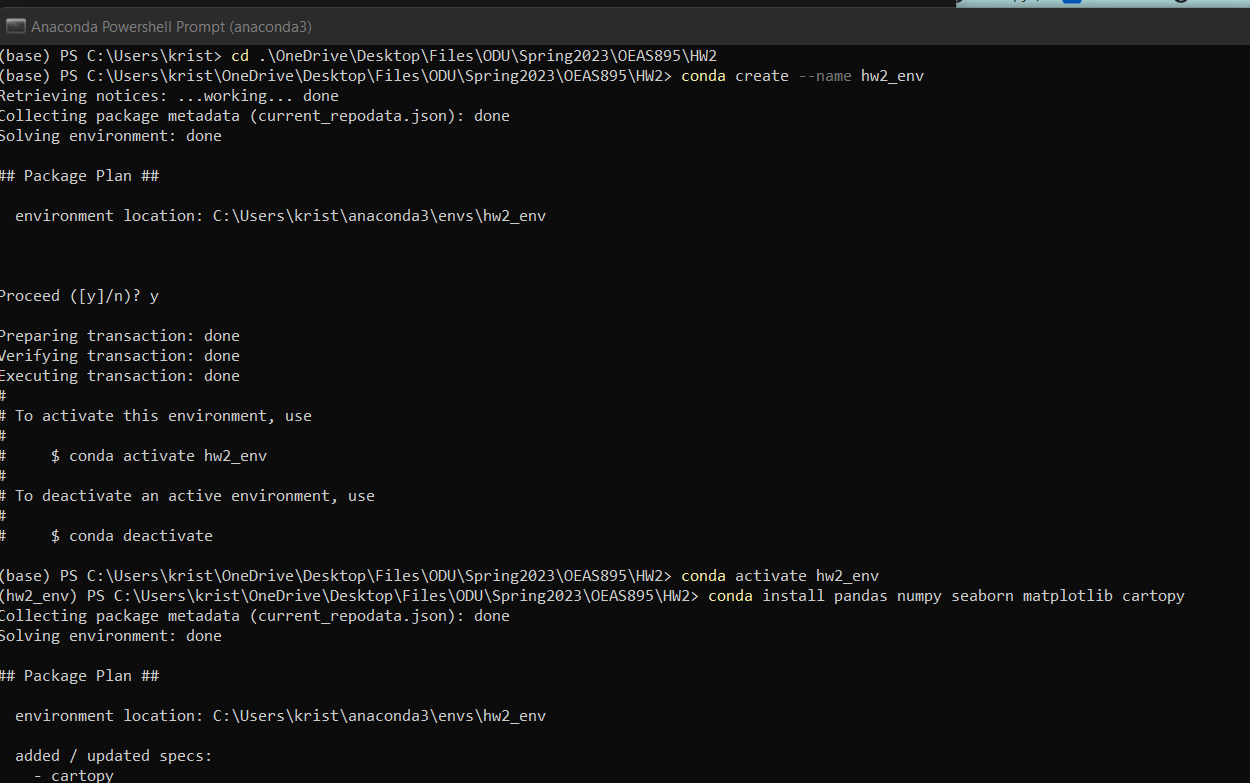 Anaconda Powershell Prompt (anaconda3)
(base) PS C:\Users\krist> cd .\OneDrive\Desktop\Files\ODU\Spring2023\OEAS895\HW2
(base) PS C:\Users\krist\OneDrive\Desktop\Files\ODU\Spring2023\OEAS895\HW2> conda create --name hw2_env
Retrieving notices: ...working... done
Collecting package metadata (current_repodata.json): done
Solving environment: done
## Package Plan ##
environment location: C:\Users\krist\anaconda3\envs\hw2_env
Proceed ([y]/n)? y
Preparing transaction: done
Verifying transaction: done
Executing transaction: done
#
# To activate this environment, use
#
#     $ conda activate hw2_env
#
# To deactivate an active environment, use
#
#     $ conda deactivate
(base) PS C:\Users\krist\OneDrive\Desktop\Files\ODU\Spring2023\OEAS895\HW2> conda activate hw2_env
(hw2_env) PS C:\Users\krist\OneDrive\Desktop\Files\ODU\Spring2023\OEAS895\HW2> conda install pandas numpy seaborn matplotlib cartopy
Collecting package metadata (current_repodata.json): done
Solving environment: done
## Package Plan ##
environment location: C:\Users\krist\anaconda3\envs\hw2_env
added / updated specs:
- cartopy